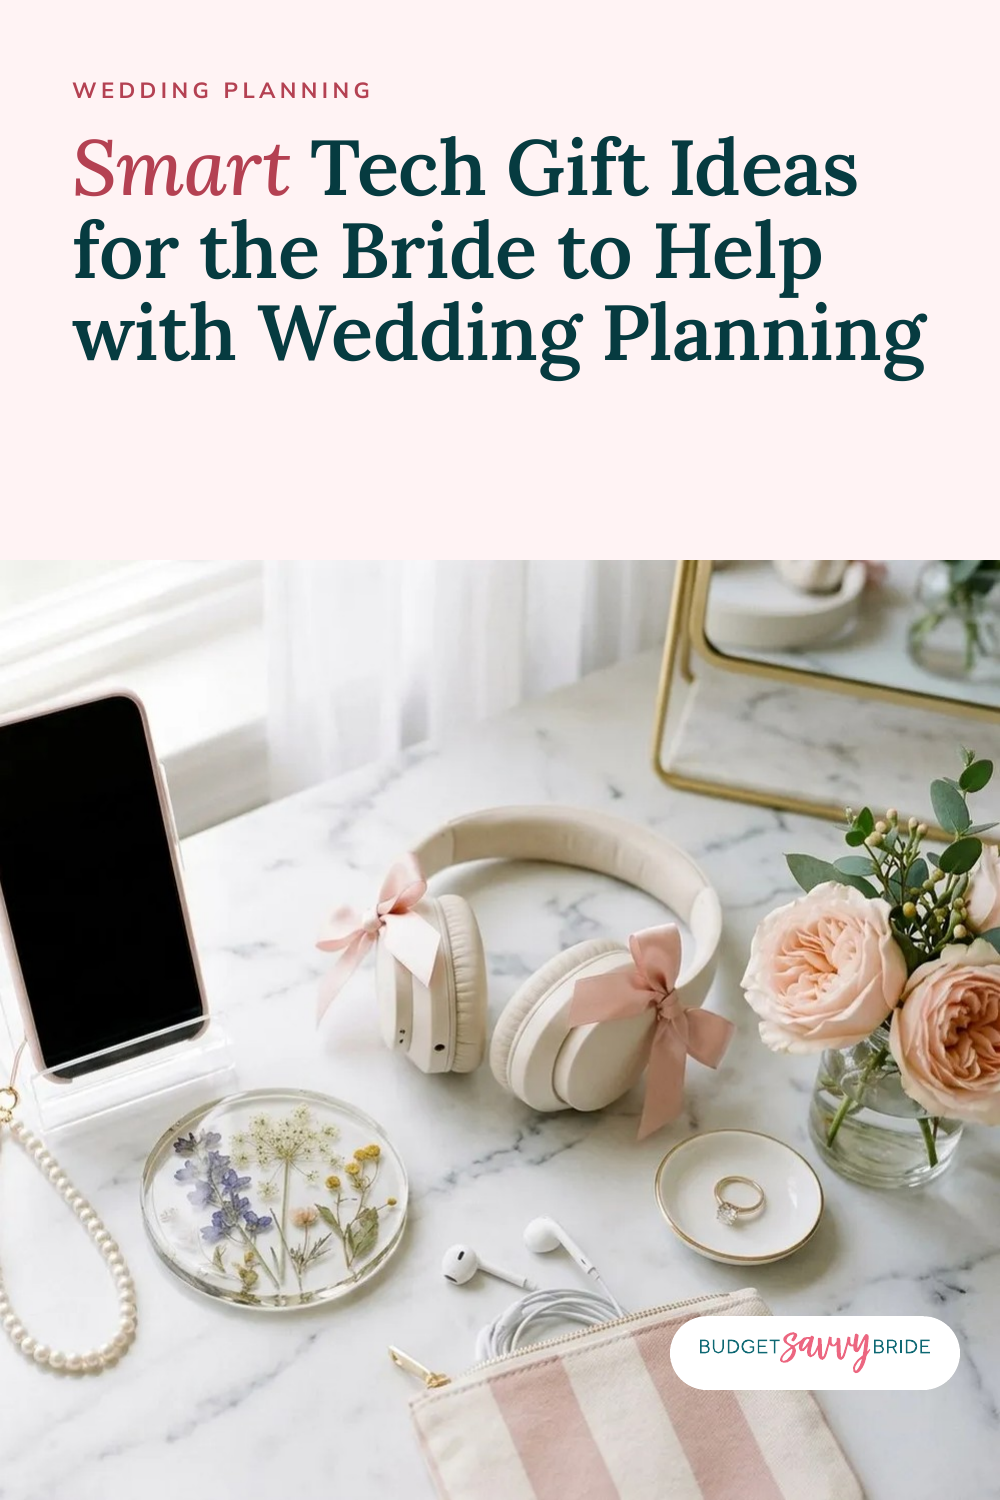 WEDDING PLANNING
Smart Tech Gift Ideas
for the Bride to Help
with Wedding Planning
BUDGET savvy BRIDE